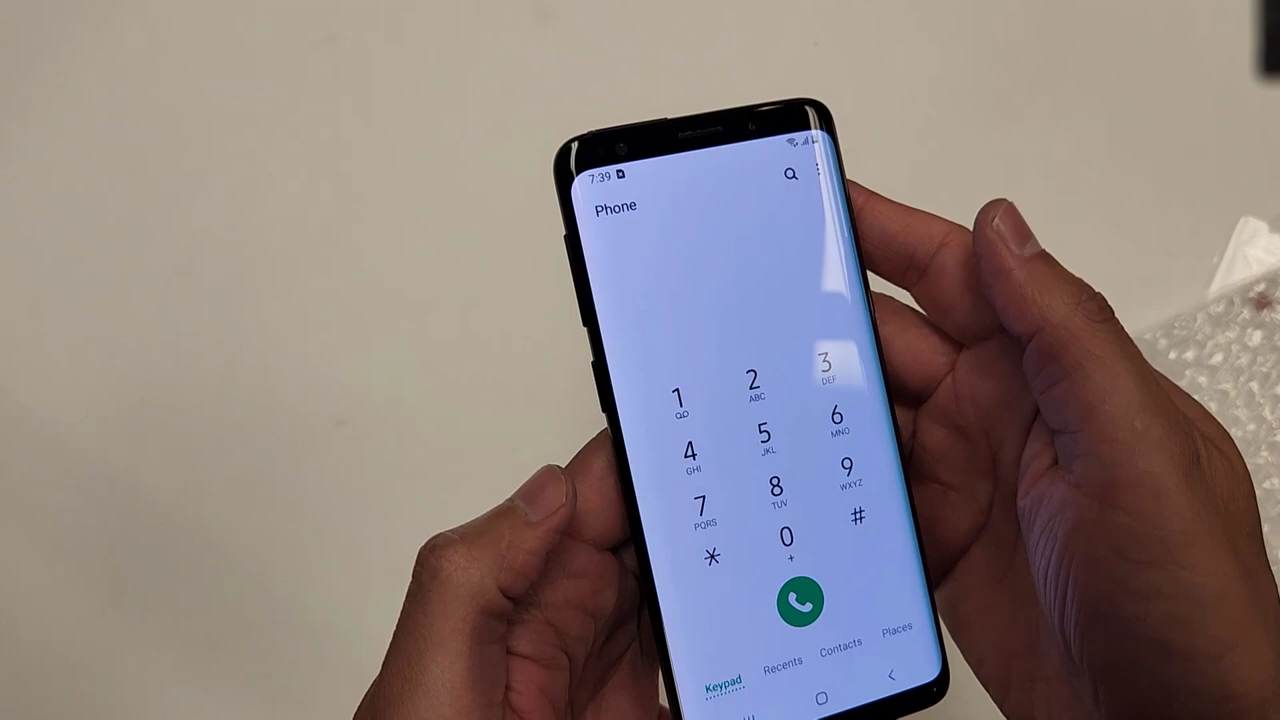 7:39
Phone
1 2 3
ABC DEF
4 5 6
GHI JKL MNO
7 8 9
PQRS TUV WXYZ
* 0 #
+
Keypad Recents Contacts Places